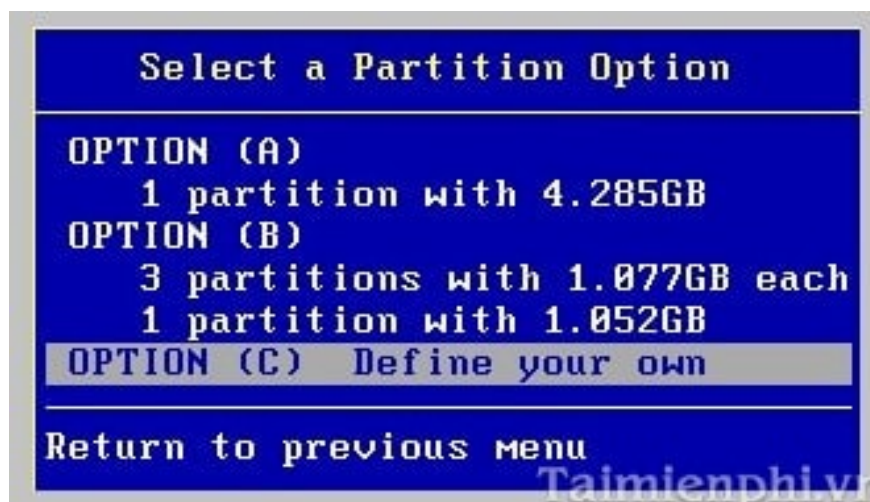 Select a Partition Option
OPTION (A)
1 partition with 4.285GB
OPTION (B)
3 partitions with 1.077GB each
1 partition with 1.052GB
OPTION (C) Define your own
Return to previous menu
Taimienphi.vn